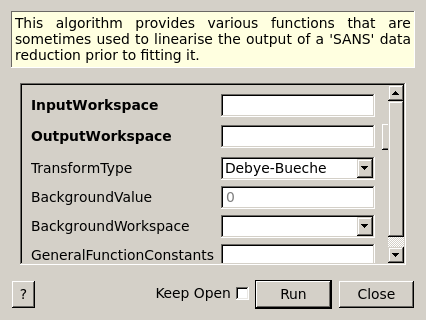 This algorithm provides various functions that are
sometimes used to linearise the output of a 'SANS' data
reduction prior to fitting it.
InputWorkspace
OutputWorkspace
TransformType Debye-Bueche
BackgroundValue 0
BackgroundWorkspace
GeneralFunctionConstants
? Keep Open Run Close